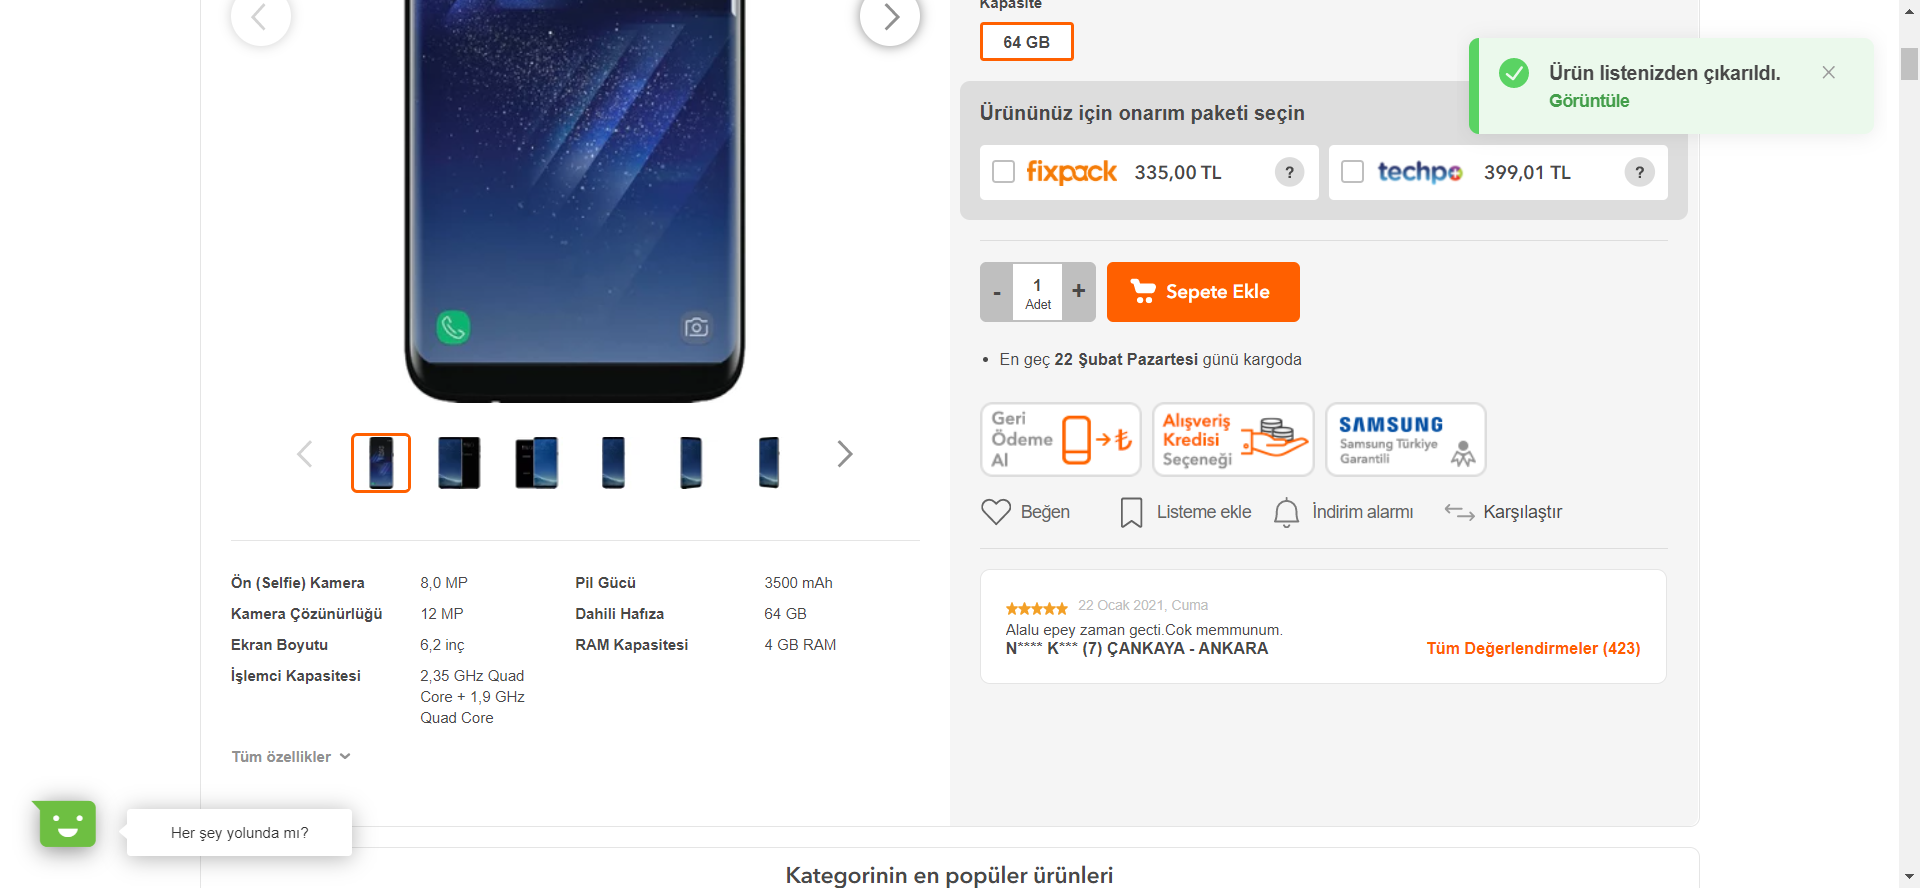 Kapasite
64 GB
Ürün listenizden çıkarıldı.
Görüntüle
Ürününüz için onarım paketi seçin
fixpack 335,00 TL ?
techpo 399,01 TL ?
- 1 +
Adet
Sepete Ekle
• En geç 22 Şubat Pazartesi günü kargoda
Geri
Ödeme
Al
Alışveriş
Kredisi
Seçeneği
SAMSUNG
Samsung Türkiye
Garantili
Beğen
Listeme ekle
İndirim alarmı
Karşılaştır
22 Ocak 2021, Cuma
Alalu epey zaman gecti.Cok memmunum.
N**** K*** (7) ÇANKAYA - ANKARA
Tüm Değerlendirmeler (423)
Ön (Selfie) Kamera 8,0 MP
Kamera Çözünürlüğü 12 MP
Ekran Boyutu 6,2 inç
İşlemci Kapasitesi 2,35 GHz Quad
Core + 1,9 GHz
Quad Core
Pil Gücü 3500 mAh
Dahili Hafıza 64 GB
RAM Kapasitesi 4 GB RAM
Tüm özellikler
Her şey yolunda mı?
Kategorinin en popüler ürünleri